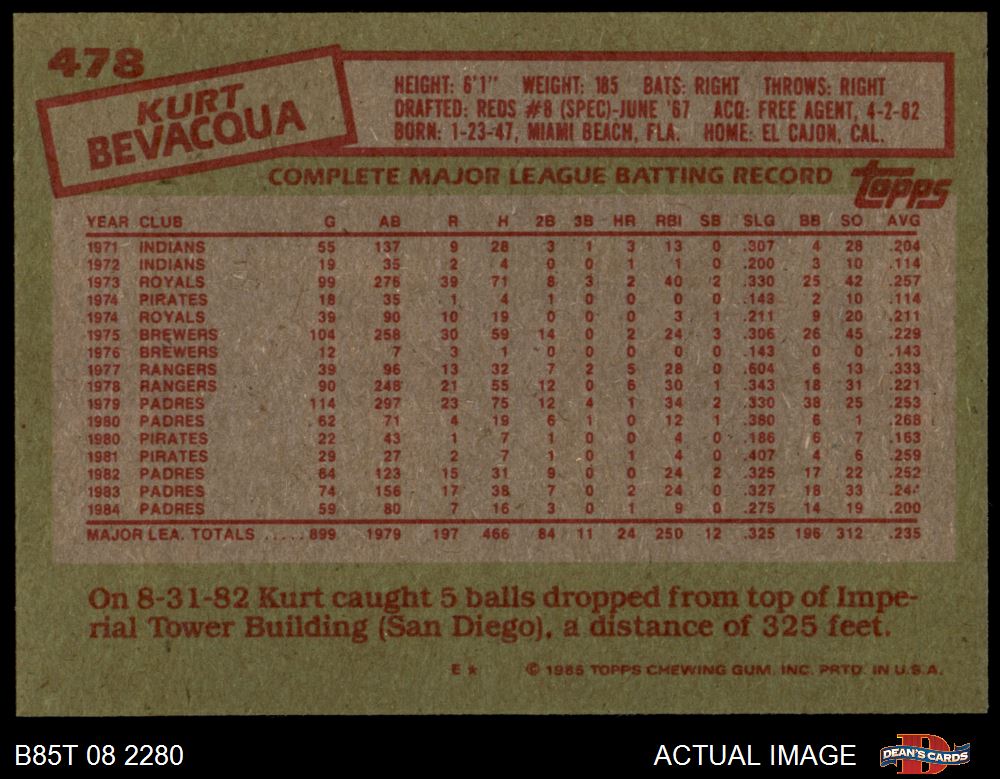 478
KURT
BEVACQUA
HEIGHT: 6'1" WEIGHT: 185 BATS: RIGHT THROWS: RIGHT
DRAFTED: REDS #8 (SPEC)-JUNE '67 ACQ: FREE AGENT, 4-2-82
BORN: 1-23-47, MIAMI BEACH, FLA. HOME: EL CAJON, CAL.
COMPLETE MAJOR LEAGUE BATTING RECORD topps
YEAR CLUB G AB R H 2B 3B HR RBI SB SLG BB SO AVG
1971 INDIANS 55 137 9 28 3 1 3 13 0 .307 4 28 .204
1972 INDIANS 19 35 2 4 0 0 1 1 0 .200 3 10 .114
1973 ROYALS 99 276 39 71 8 3 2 40 2 .330 25 42 .257
1974 PIRATES 18 35 1 4 1 0 0 0 0 .143 2 10 .114
1974 ROYALS 39 90 10 19 0 0 0 3 1 .211 9 20 .211
1975 BREWERS 104 258 30 59 14 0 2 24 3 .306 26 45 .229
1976 BREWERS 12 7 3 1 0 0 0 0 0 .143 0 0 .143
1977 RANGERS 39 96 13 32 7 2 5 28 0 .604 6 13 .333
1978 RANGERS 90 248 21 55 12 0 6 30 1 .343 18 31 .221
1979 PADRES 114 297 23 75 12 4 1 34 2 .330 38 25 .253
1980 PADRES 62 71 4 19 6 1 0 12 1 .380 6 1 .268
1980 PIRATES 22 43 1 7 1 0 0 4 0 .186 6 7 .163
1981 PIRATES 29 27 2 7 1 0 1 4 0 .407 4 6 .259
1982 PADRES 64 123 15 31 9 0 0 24 2 .325 17 22 .252
1983 PADRES 74 156 17 38 7 0 2 24 0 .327 18 33
1984 PADRES 59 80 7 16 3 0 1 9 0 .275 14 19 .200
MAJOR LEA. TOTALS ..... 899 1979 197 466 84 11 24 250 12 .325 196 312 .235
On 8-31-82 Kurt caught 5 balls dropped from top of Impe-
rial Tower Building (San Diego), a distance of 325 feet.
E ★ © 1985 TOPPS CHEWING GUM, INC. PRTD. IN U.S.A.
B85T 08 2280 ACTUAL IMAGE DEAN'S CARDS